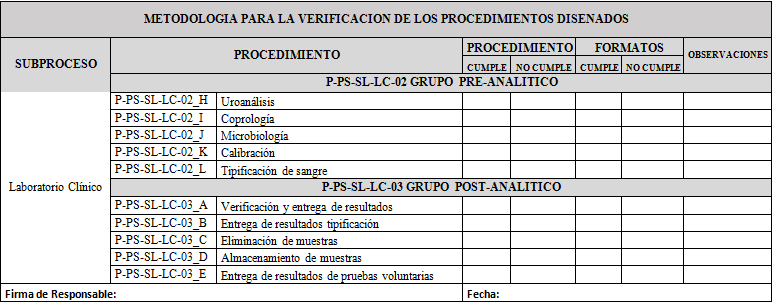 METODOLOGIA PARA LA VERIFICACION DE LOS PROCEDIMIENTOS DISENADOS
SUBPROCESO PROCEDIMIENTO PROCEDIMIENTO FORMATOS OBSERVACIONES
CUMPLE NO CUMPLE CUMPLE NO CUMPLE
P-PS-SL-LC-02 GRUPO PRE-ANALITICO
Laboratorio Clínico
P-PS-SL-LC-02_H Uroanálisis
P-PS-SL-LC-02_I Coprología
P-PS-SL-LC-02_J Microbiología
P-PS-SL-LC-02_K Calibración
P-PS-SL-LC-02_L Tipificación de sangre
P-PS-SL-LC-03 GRUPO POST-ANALITICO
P-PS-SL-LC-03_A Verificación y entrega de resultados
P-PS-SL-LC-03_B Entrega de resultados tipificación
P-PS-SL-LC-03_C Eliminación de muestras
P-PS-SL-LC-03_D Almacenamiento de muestras
P-PS-SL-LC-03_E Entrega de resultados de pruebas voluntarias
Firma de Responsable: Fecha: